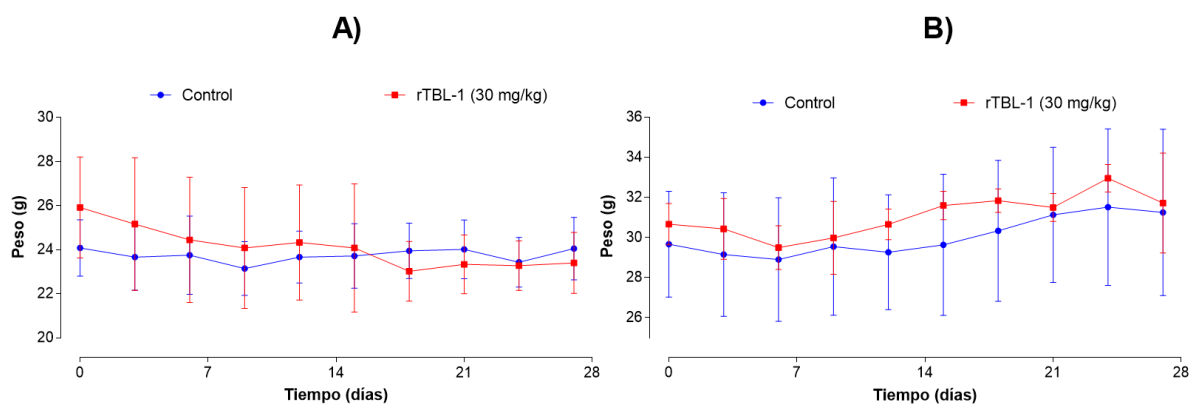 A)
Control
rTBL-1 (30 mg/kg)
30
28
26
24
22
20
Peso (g)
0
7
14
21
28
Tiempo (días)
B)
Control
rTBL-1 (30 mg/kg)
36
34
32
30
28
26
Peso (g)
0
7
14
21
28
Tiempo (días)